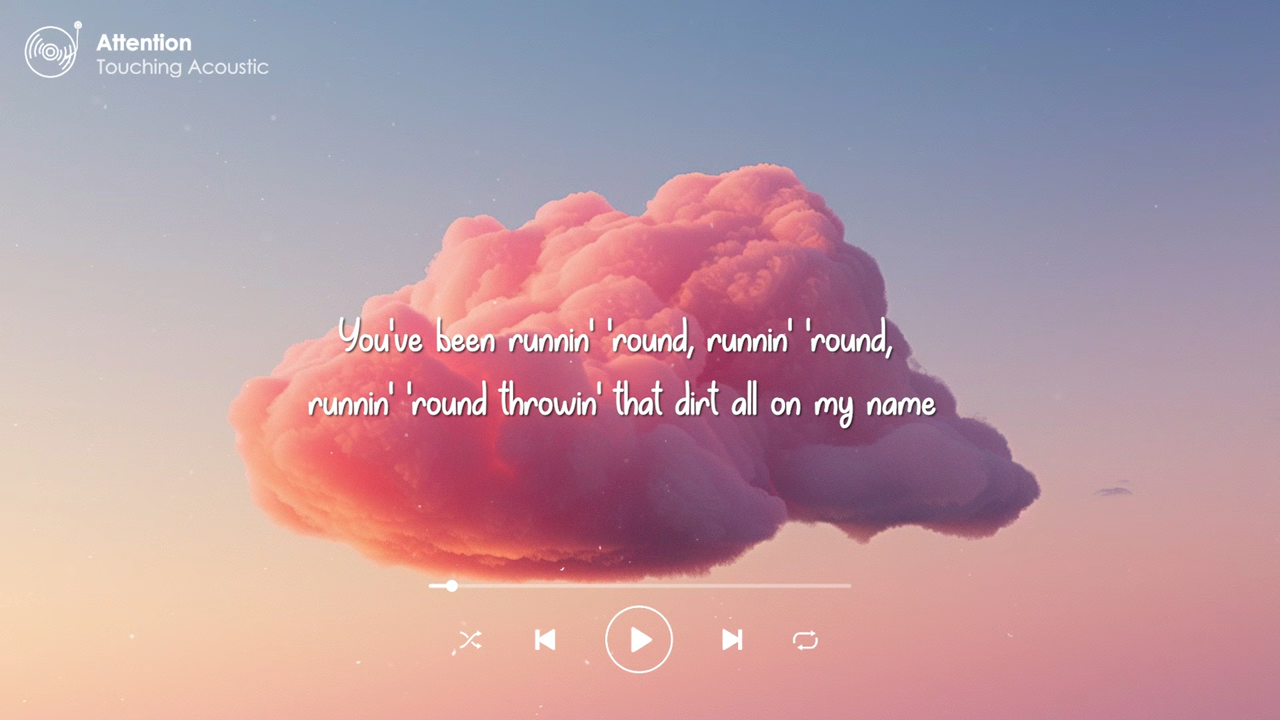 Attention
Touching Acoustic
You've been runnin' 'round, runnin' 'round,
runnin' 'round throwin' that dirt all on my name